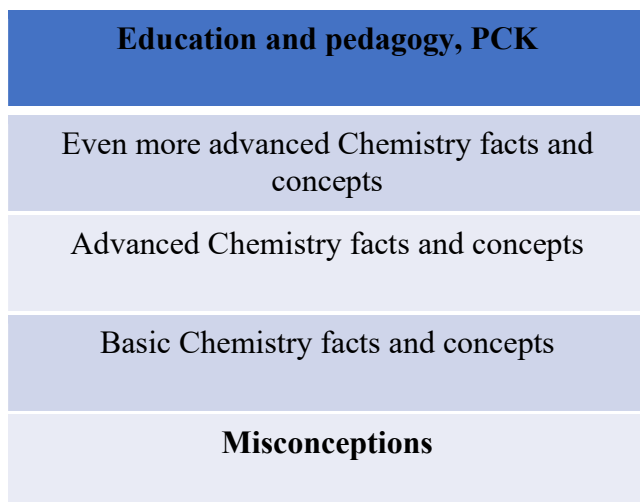 Education and pedagogy, PCK
Even more advanced Chemistry facts and
concepts
Advanced Chemistry facts and concepts
Basic Chemistry facts and concepts
Misconceptions